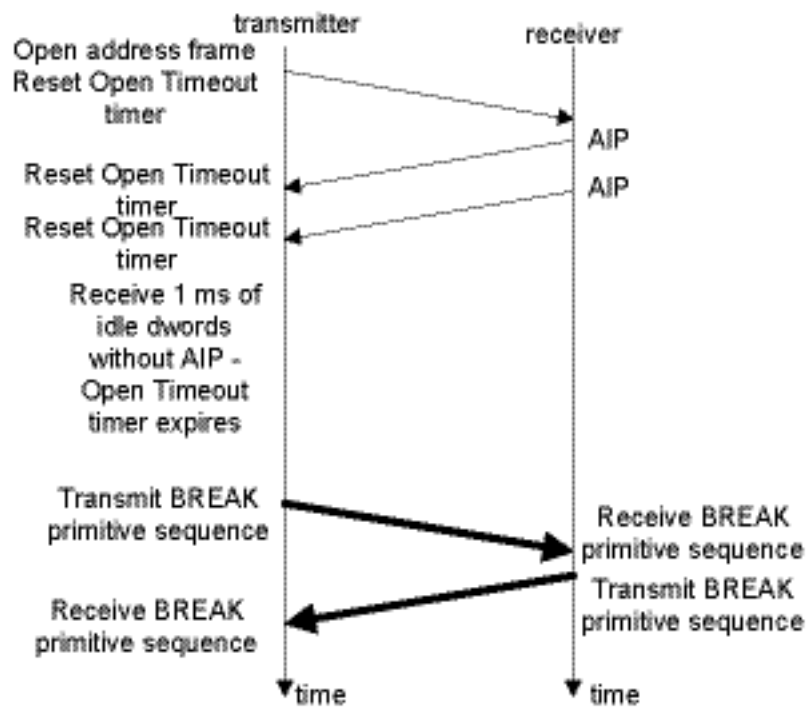 transmitter
receiver
Open address frame
Reset Open Timeout
timer
AIP
Reset Open Timeout
timer
AIP
Reset Open Timeout
timer
Receive 1 ms of
idle dwords
without AIP -
Open Timeout
timer expires
Transmit BREAK
primitive sequence
Receive BREAK
primitive sequence
Transmit BREAK
primitive sequence
Receive BREAK
primitive sequence
time
time